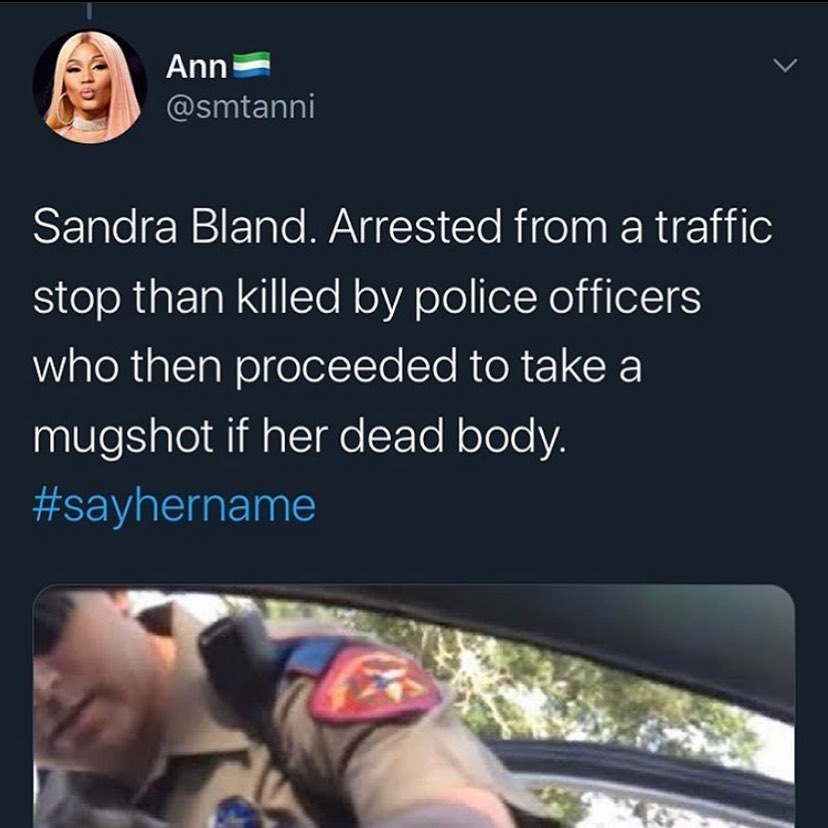 Ann🇸🇱
@smtanni
Sandra Bland. Arrested from a traffic
stop than killed by police officers
who then proceeded to take a
mugshot if her dead body.
#sayhername